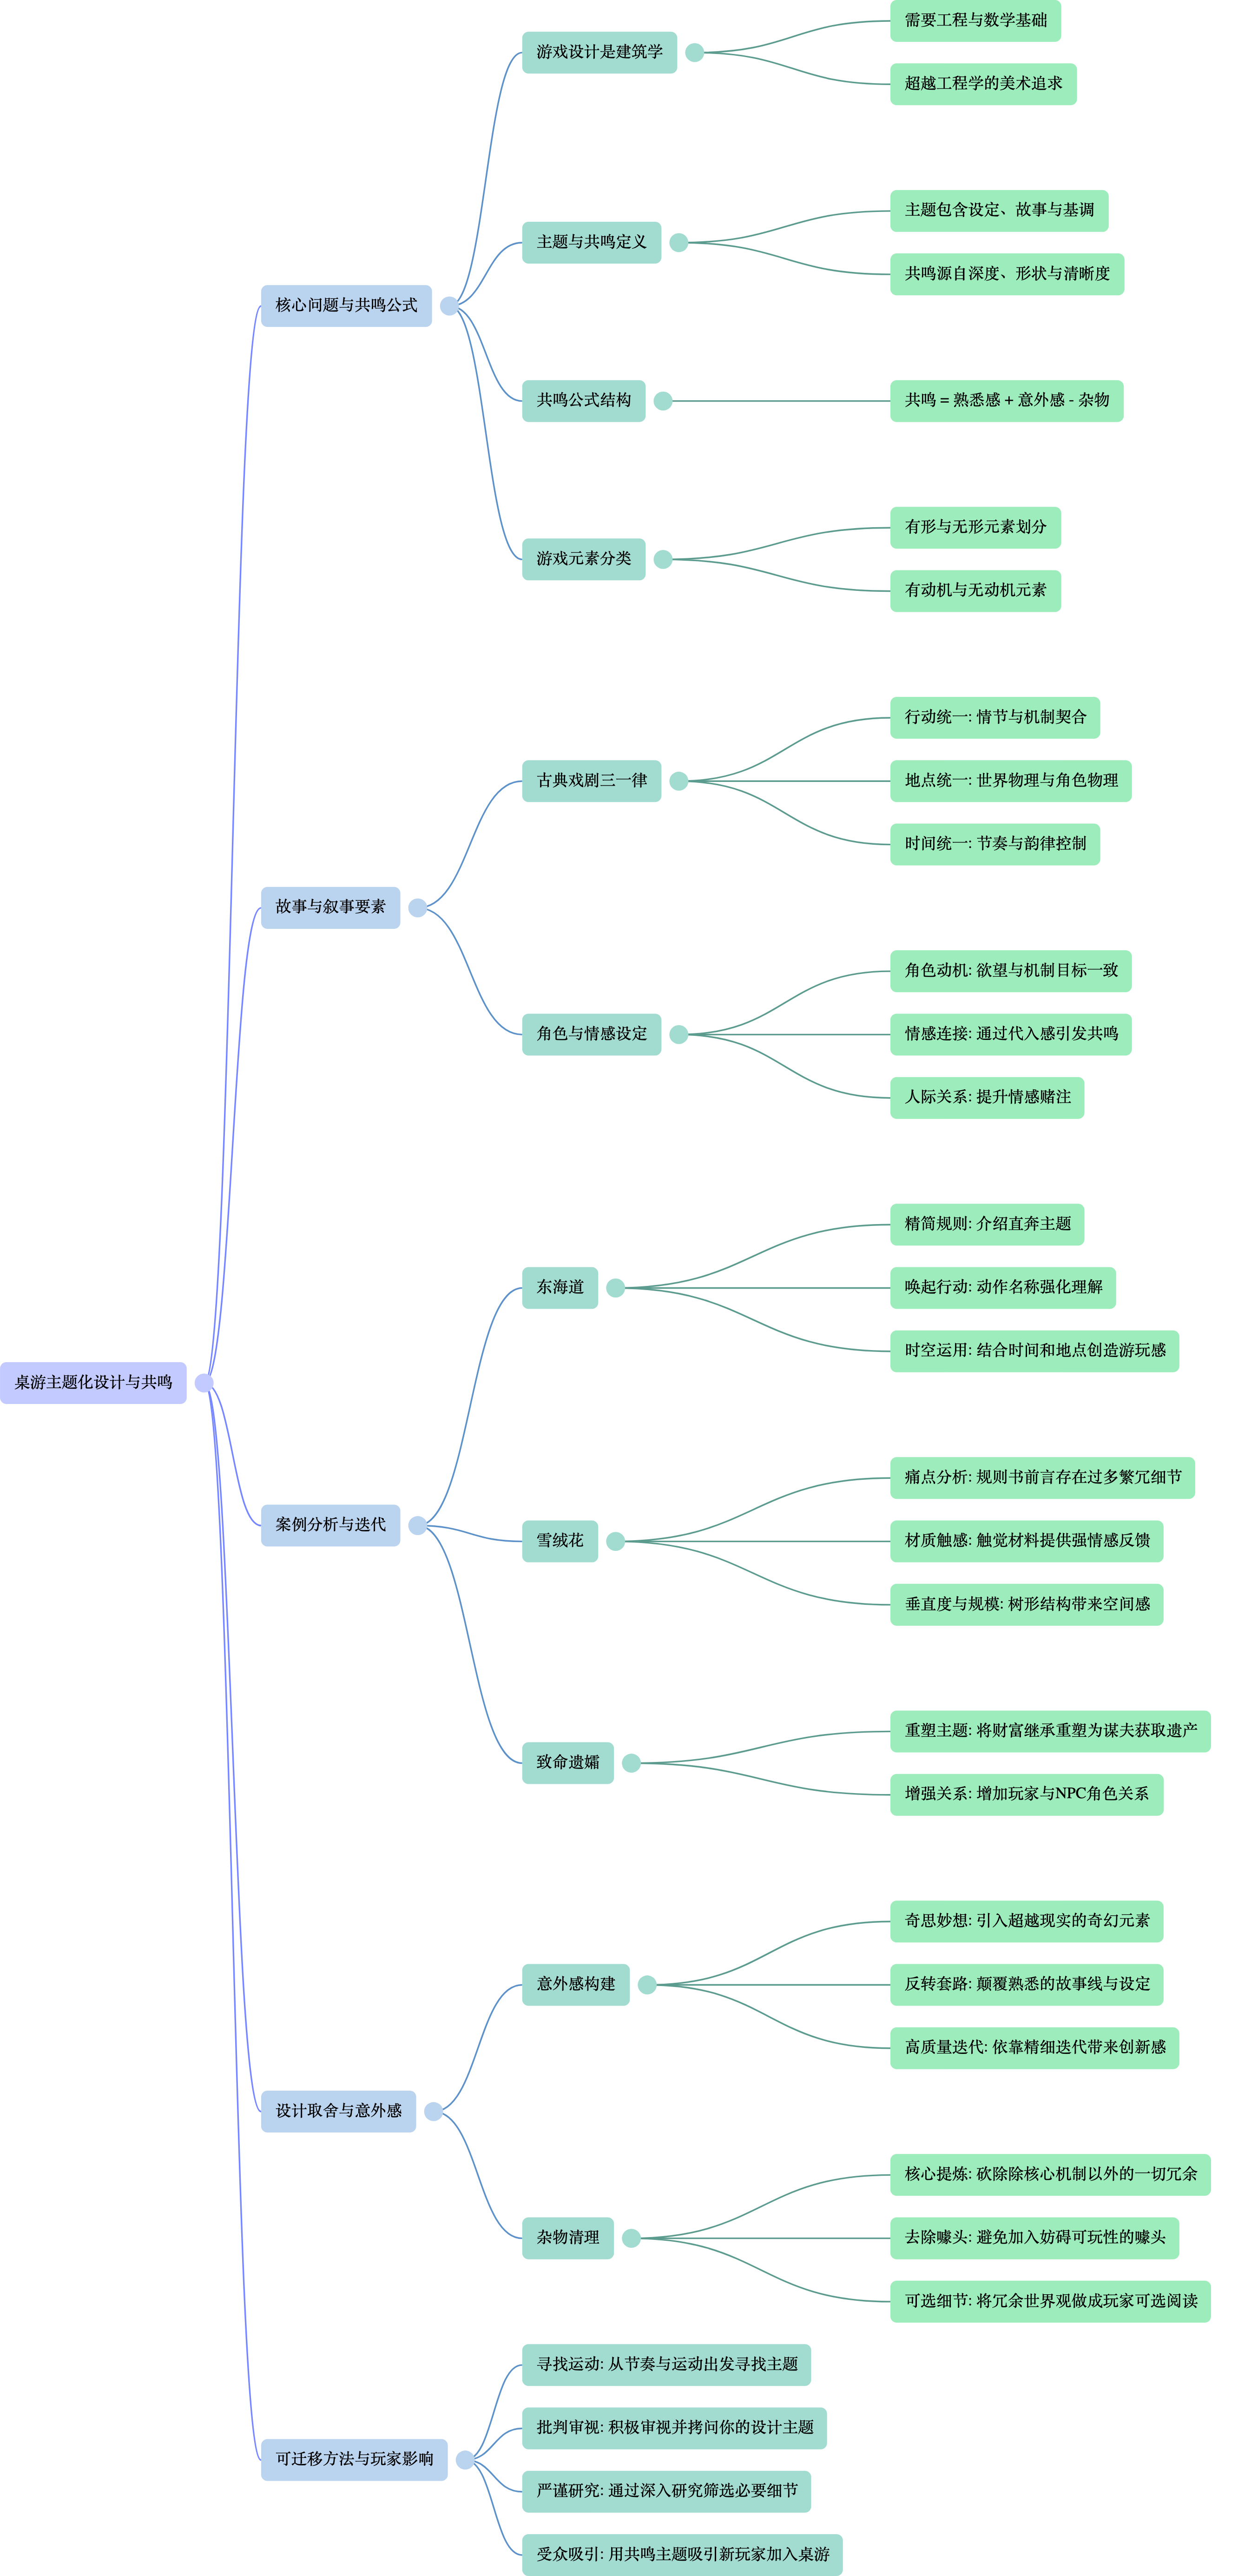 桌游主题化设计与共鸣
核心问题与共鸣公式
游戏设计是建筑学
需要工程与数学基础
超越工程学的美术追求
主题与共鸣定义
主题包含设定、故事与基调
共鸣源自深度、形状与清晰度
共鸣公式结构
共鸣 = 熟悉感 + 意外感 - 杂物
游戏元素分类
有形与无形元素划分
有动机与无动机元素
故事与叙事要素
古典戏剧三一律
行动统一: 情节与机制契合
地点统一: 世界物理与角色物理
时间统一: 节奏与韵律控制
角色与情感设定
角色动机: 欲望与机制目标一致
情感连接: 通过代入感引发共鸣
人际关系: 提升情感赌注
案例分析与迭代
东海道
精简规则: 介绍直奔主题
唤起行动: 动作名称强化理解
时空运用: 结合时间和地点创造游玩感
雪绒花
痛点分析: 规则书前言存在过多繁冗细节
材质触感: 触觉材料提供强情感反馈
垂直度与规模: 树形结构带来空间感
致命遗孀
重塑主题: 将财富继承重塑为谋夫获取遗产
增强关系: 增加玩家与NPC角色关系
设计取舍与意外感
意外感构建
奇思妙想: 引入超越现实的奇幻元素
反转套路: 颠覆熟悉的故事线与设定
高质量迭代: 依靠精细迭代带来创新感
杂物清理
核心提炼: 砍除除核心机制以外的一切冗余
去除噱头: 避免加入妨碍可玩性的噱头
可选细节: 将冗余世界观做成玩家可选阅读
可迁移方法与玩家影响
寻找运动: 从节奏与运动出发寻找主题
批判审视: 积极审视并拷问你的设计主题
严谨研究: 通过深入研究筛选必要细节
受众吸引: 用共鸣主题吸引新玩家加入桌游